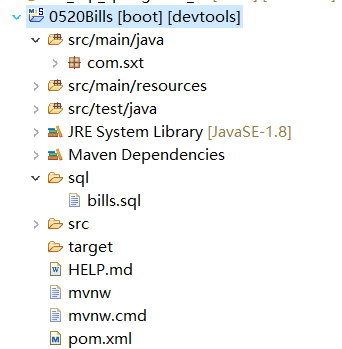 0520Bills [boot] [devtools]
src/main/java
com.sxt
src/main/resources
src/test/java
JRE System Library [JavaSE-1.8]
Maven Dependencies
sql
bills.sql
src
target
HELP.md
mvnw
mvnw.cmd
pom.xml